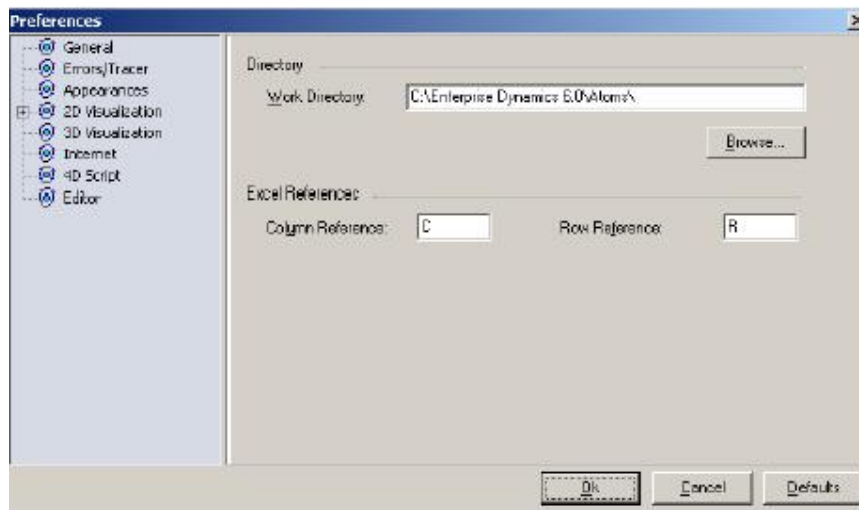 Preferences
General
Errors/Tracer
Appearances
2D Visualization
3D Visualization
Internet
4D Script
Editor
Directory
Work Directory: C:\Enterprise Dynamics 6.0\Atoms\
Browse...
Excel References
Column Reference: C Row Reference: R
Ok Cancel Defaults